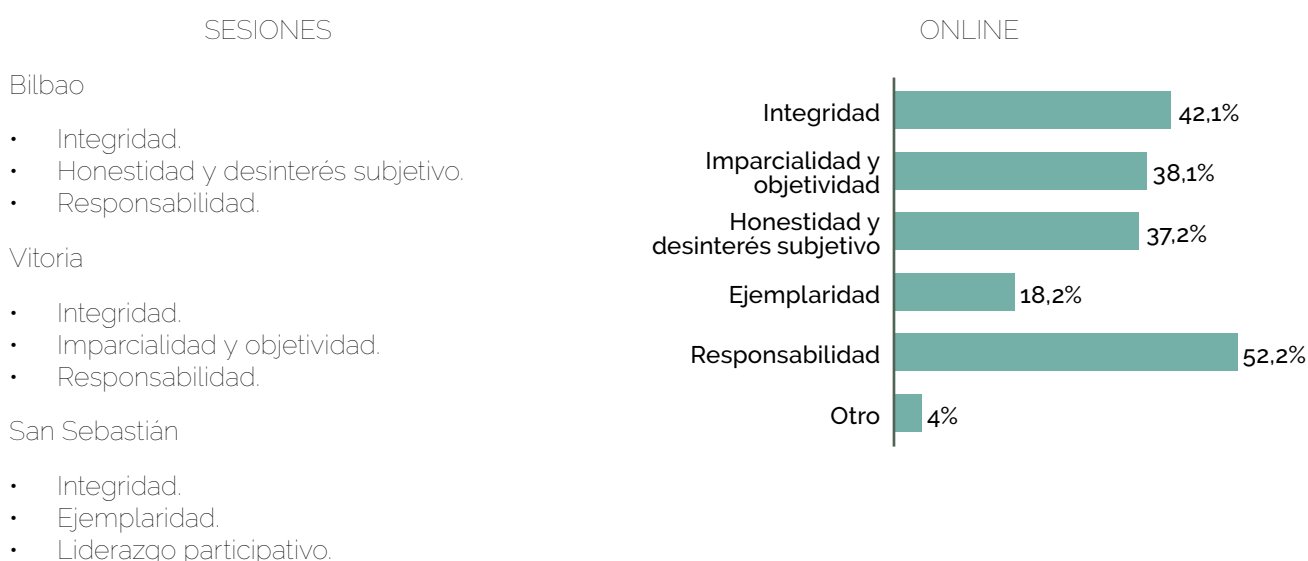 SESIONES
Bilbao
• Integridad.
• Honestidad y desinterés subjetivo.
• Responsabilidad.
Vitoria
• Integridad.
• Imparcialidad y objetividad.
• Responsabilidad.
San Sebastián
• Integridad.
• Ejemplaridad.
• Liderazgo participativo.
ONLINE
Integridad 42,1%
Imparcialidad y
objetividad 38,1%
Honestidad y
desinterés subjetivo 37,2%
Ejemplaridad 18,2%
Responsabilidad 52,2%
Otro 4%